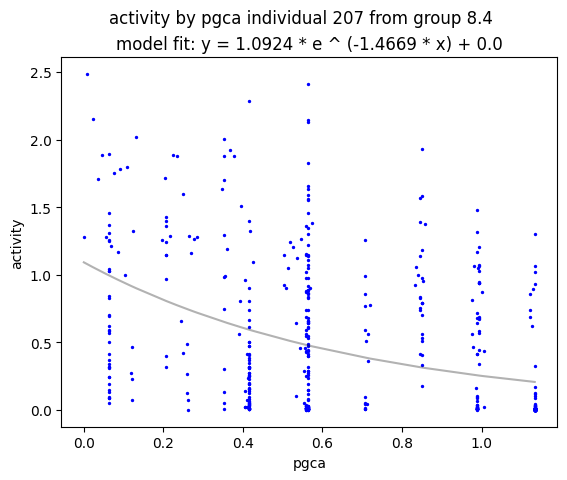 activity by pgca individual 207 from group 8.4
model fit: y = 1.0924 * e ^ (-1.4669 * x) + 0.0
2.5
2.0
1.5
1.0
0.5
0.0
activity
0.0 0.2 0.4 0.6 0.8 1.0
pgca